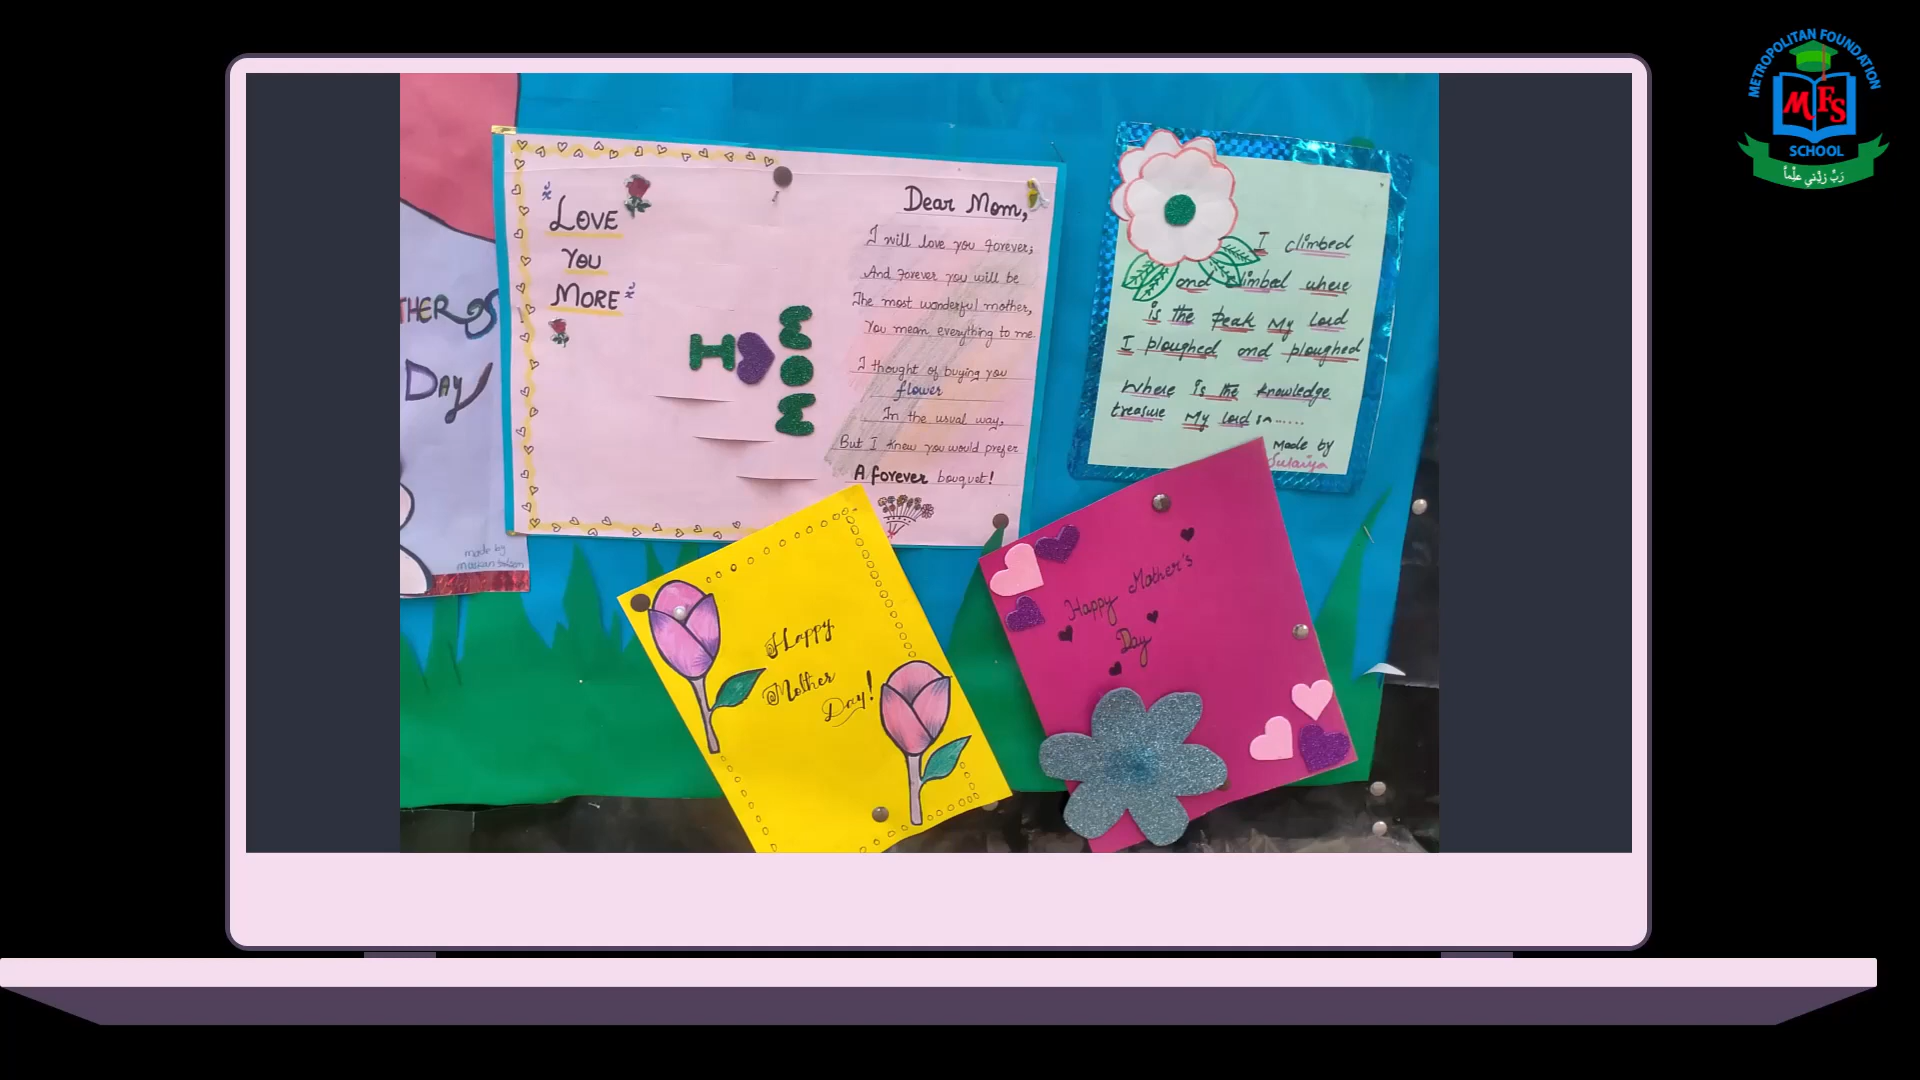 METROPOLITAN FOUNDATION
MFS
SCHOOL
رَبِّ زِدْنِي عِلْماً
THER'S
DAY
made by
LOVE
YOU
MORE
I
MOM
Dear Mom,
I will love you forever;
And forever you will be
The most wonderful mother,
You mean everything to me.
I thought of buying you
flower
In the usual way,
But I knew you would prefer
A forever bouquet!
I climbed
and climbed where
is the peak My Lord
I ploughed and ploughed
Where is the knowledge
treasure My Lord
Made by
Sulaiya
Happy
Mother
Day!
Happy Mother's
Day